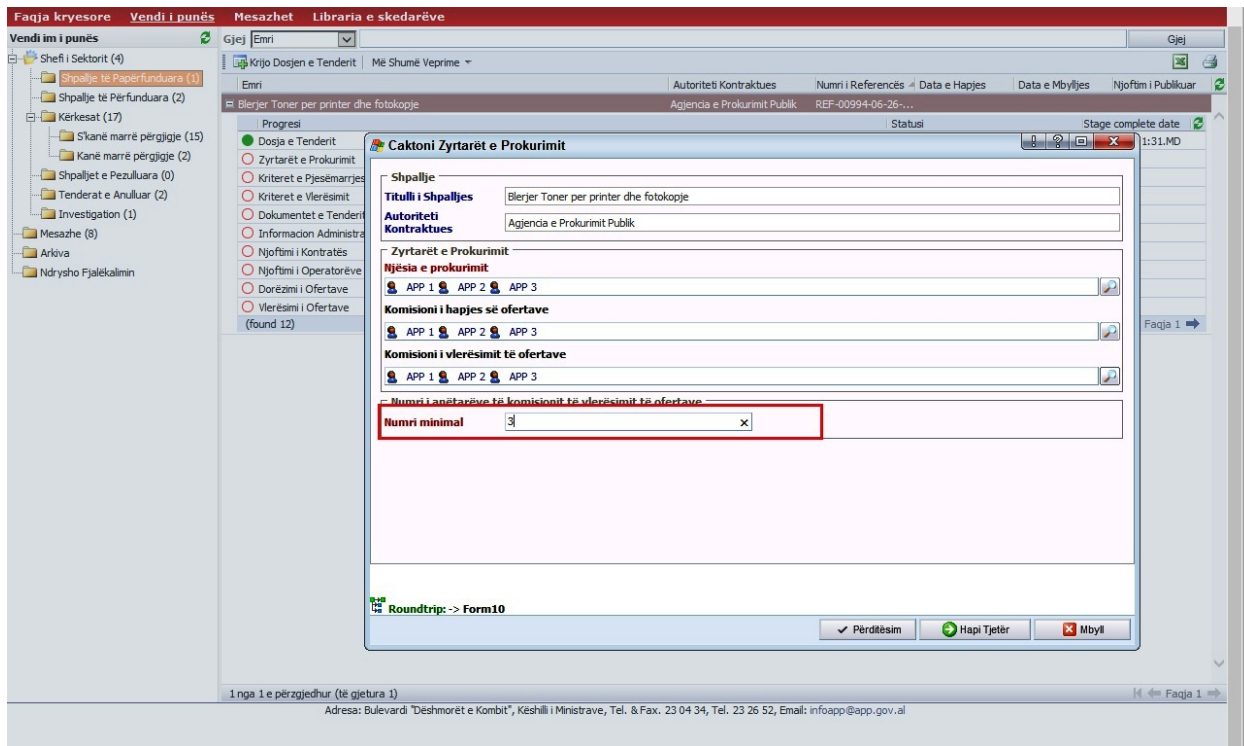 Faqja kryesore Vendi i punës Mesazhet Libraria e skedarëve
Vendi im i punës
Gjej Emri Gjej
Shefi i Sektorit (4)
Krijo Dosjen e Tenderit Më Shumë Veprime
Shpallje të Papërfunduara (1)
Emri Autoriteti Kontraktues Numri i Referencës Data e Hapjes Data e Mbylljes Njoftim i Publikuar
Shpallje të Përfunduara (2)
Blerjer Toner per printer dhe fotokopje Agjencia e Prokurimit Publik REF-00994-06-26-...
Kërkesat (17)
Progresi Statusi Stage complete date
S'kanë marrë përgjigje (15)
Dosja e Tenderit 1:31.MD
Kanë marrë përgjigje (2)
Zyrtarët e Prokurimit
Shpalljet e Pezulluara (0)
Kriteret e Pjesëmarrjes
Tenderat e Anulluar (2)
Kriteret e Vlerësimit
Investigation (1)
Dokumentet e Tenderit
Mesazhe (8)
Informacion Administra
Arkiva
Njoftimi i Kontratës
Ndrysho Fjalëkalimin
Njoftimi i Operatorëve
Dorëzimi i Ofertave
Vlerësimi i Ofertave
(found 12) Faqja 1
Caktoni Zyrtarët e Prokurimit
Shpallje
Titulli i Shpalljes Blerjer Toner per printer dhe fotokopje
Autoriteti
Kontraktues Agjencia e Prokurimit Publik
Zyrtarët e Prokurimit
Njësia e prokurimit
APP 1 APP 2 APP 3
Komisioni i hapjes së ofertave
APP 1 APP 2 APP 3
Komisioni i vlerësimit të ofertave
APP 1 APP 2 APP 3
Numri i anëtarëve të komisionit të vlerësimit të ofertave
Numri minimal 3
Roundtrip: -> Form10
Përditësim Hapi Tjetër Mbyll
1 nga 1 e përzgjedhur (të gjetura 1) Faqja 1
Adresa: Bulevardi "Dëshmorët e Kombit", Këshilli i Ministrave, Tel. & Fax. 23 04 34, Tel. 23 26 52, Email: infoapp@app.gov.al